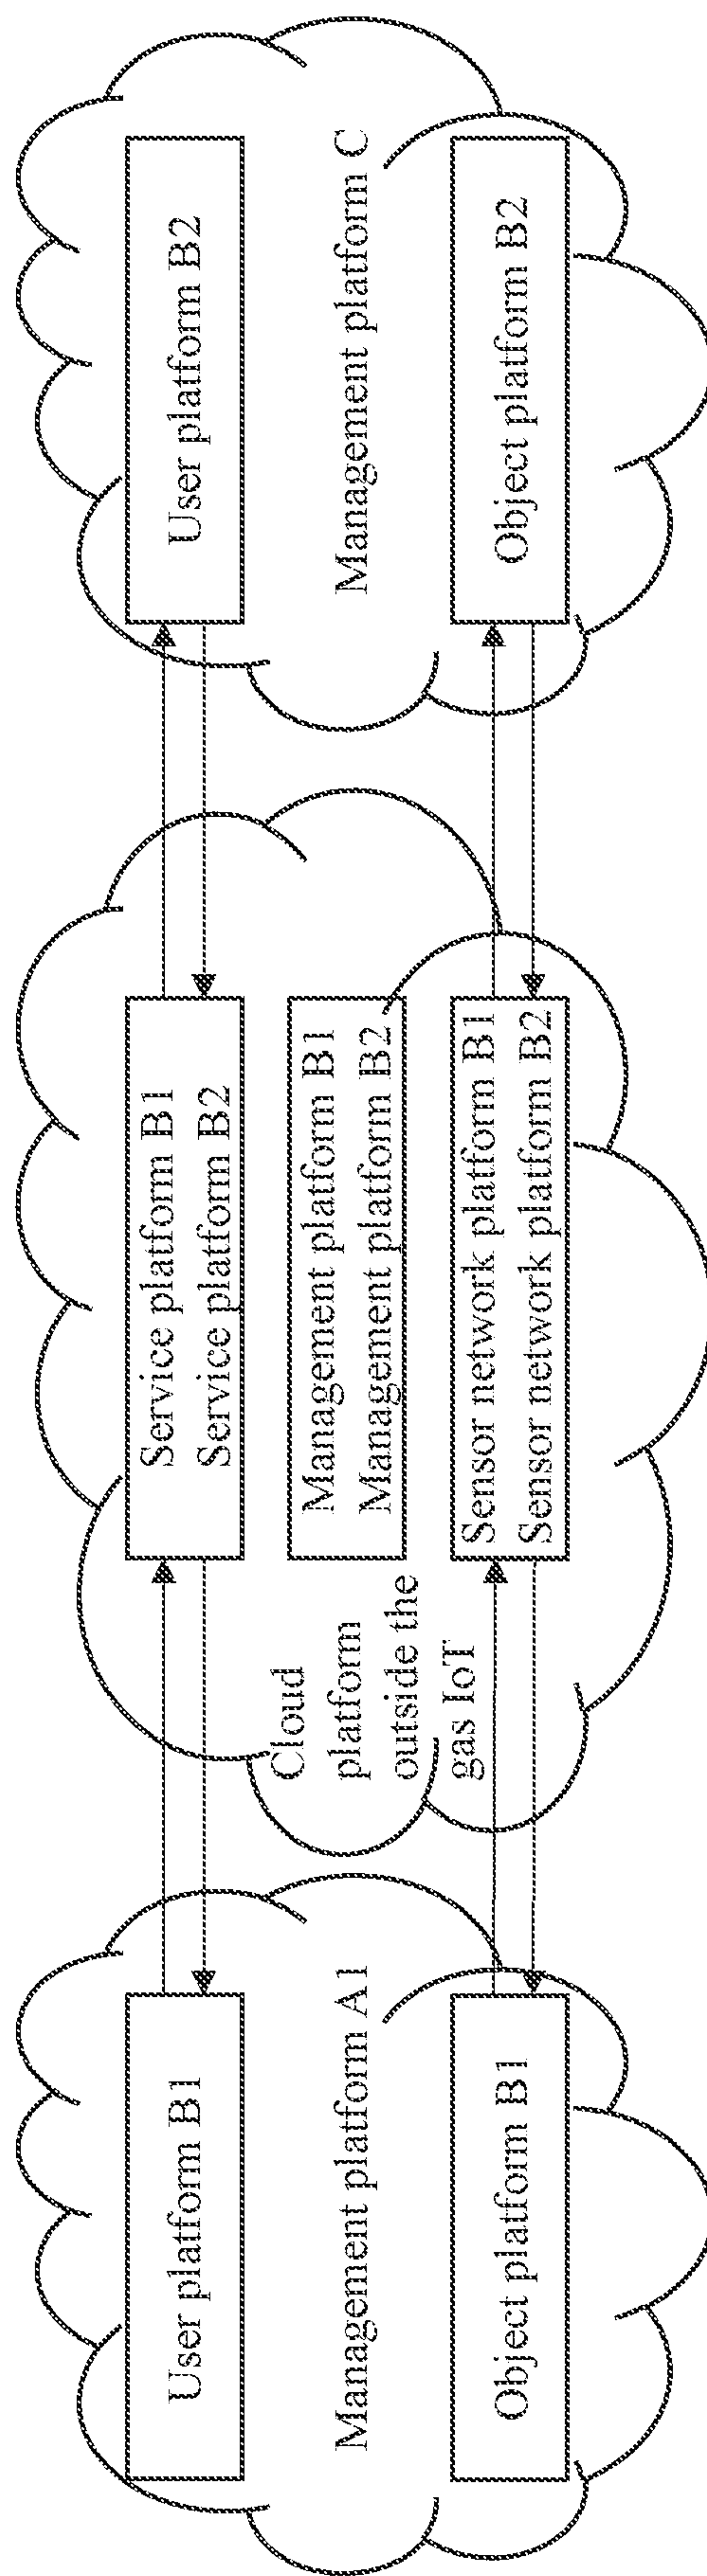 User platform B1
Management platform A1
Object platform B1
Service platform B1
Service platform B2
Management platform B1
Management platform B2
Sensor network platform B1
Sensor network platform B2
Cloud
platform
outside the
gas IoT
User platform B2
Management platform C
Object platform B2